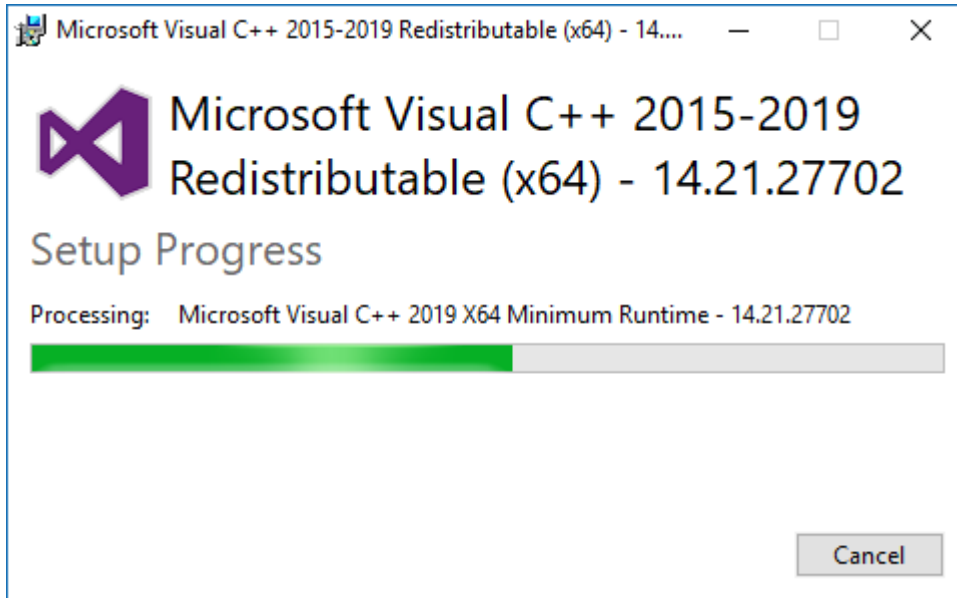 Microsoft Visual C++ 2015-2019 Redistributable (x64) - 14....
Microsoft Visual C++ 2015-2019
Redistributable (x64) - 14.21.27702
Setup Progress
Processing: Microsoft Visual C++ 2019 X64 Minimum Runtime - 14.21.27702
Cancel